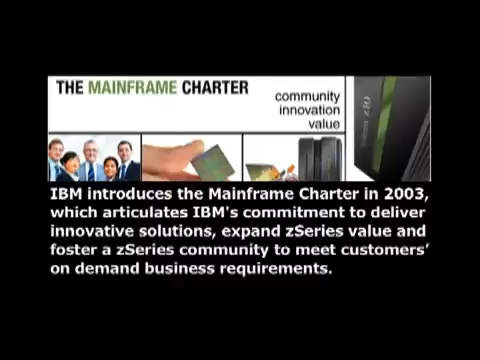 THE MAINFRAME CHARTER
community
innovation
value
IBM introduces the Mainframe Charter in 2003,
which articulates IBM's commitment to deliver
innovative solutions, expand zSeries value and
foster a zSeries community to meet customers’
on demand business requirements.